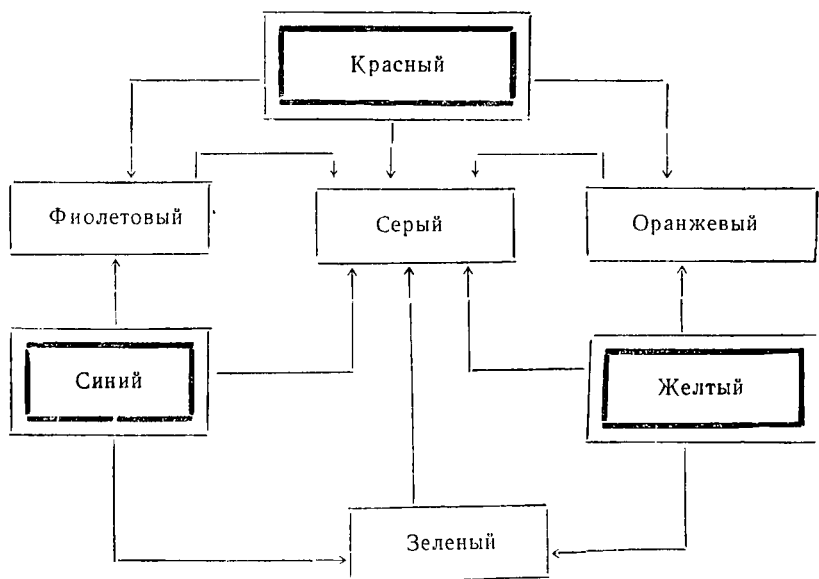 Красный
Фиолетовый
Серый
Оранжевый
Синий
Желтый
Зеленый